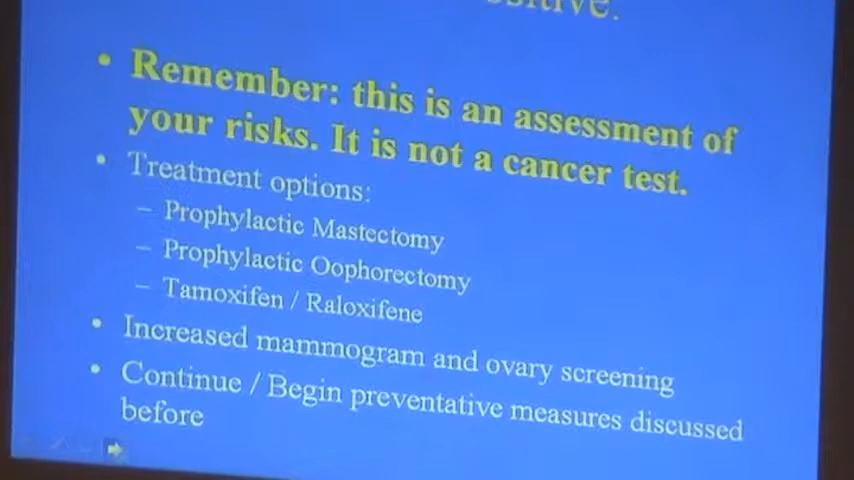 • Remember: this is an assessment of
your risks. It is not a cancer test.
• Treatment options:
– Prophylactic Mastectomy
– Prophylactic Oophorectomy
– Tamoxifen / Raloxifene
• Increased mammogram and ovary screening
• Continue / Begin preventative measures discussed
before